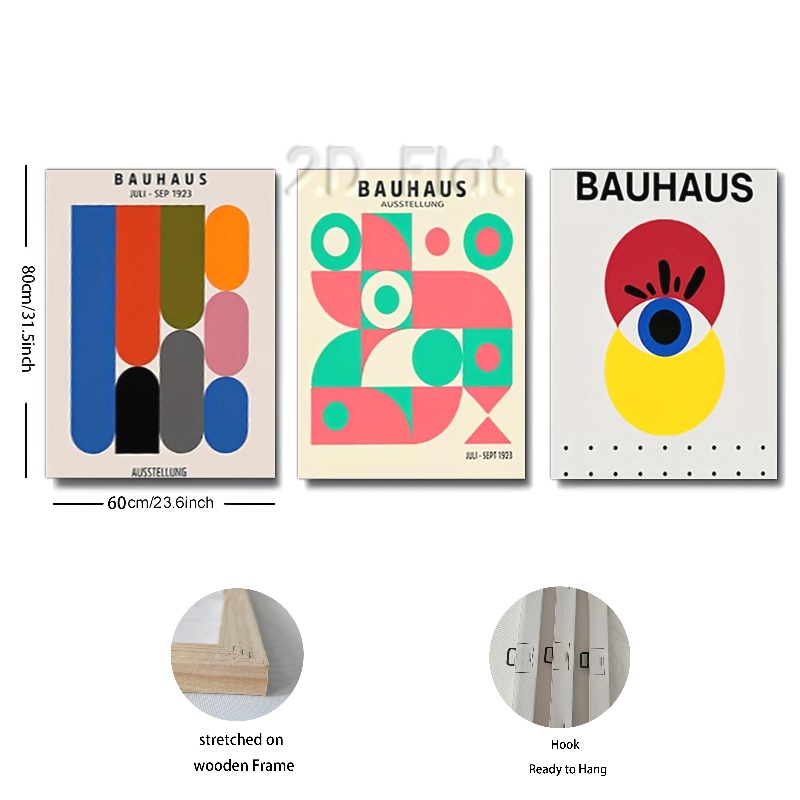 2D Flat
BAUHAUS
JULI - SEP 1923
AUSSTELLUNG
BAUHAUS
AUSSTELLUNG
JULI - SEPT 1923
BAUHAUS
80cm/31.5inch
60cm/23.6inch
stretched on
wooden Frame
Hook
Ready to Hang